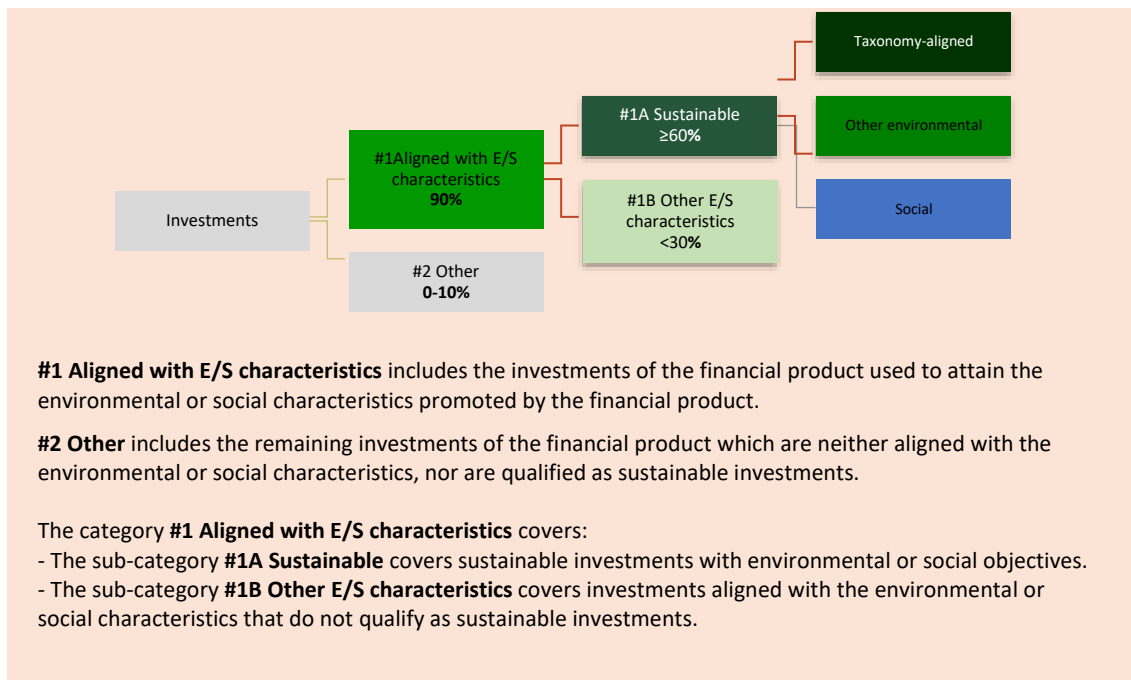 Taxonomy-aligned
#1A Sustainable
≥60%
Other environmental
#1Aligned with E/S
characteristics
90%
#1B Other E/S
characteristics
<30%
Social
Investments
#2 Other
0-10%
#1 Aligned with E/S characteristics includes the investments of the financial product used to attain the
environmental or social characteristics promoted by the financial product.
#2 Other includes the remaining investments of the financial product which are neither aligned with the
environmental or social characteristics, nor are qualified as sustainable investments.
The category #1 Aligned with E/S characteristics covers:
- The sub-category #1A Sustainable covers sustainable investments with environmental or social objectives.
- The sub-category #1B Other E/S characteristics covers investments aligned with the environmental or
social characteristics that do not qualify as sustainable investments.